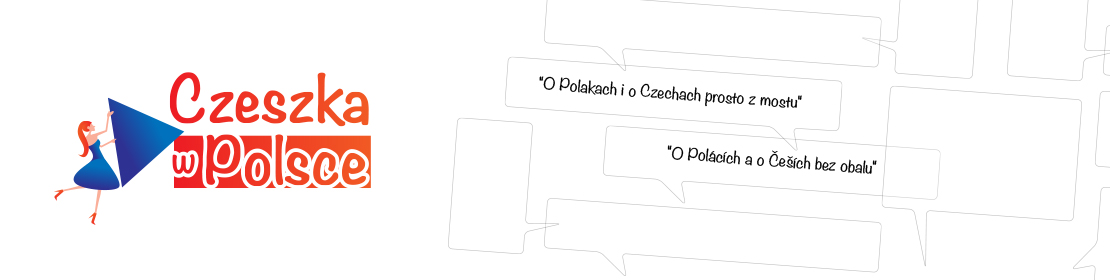 Czeszka
w Polsce
"O Polakach i o Czechach prosto z mostu"
"O Polácích a o Češích bez obalu"